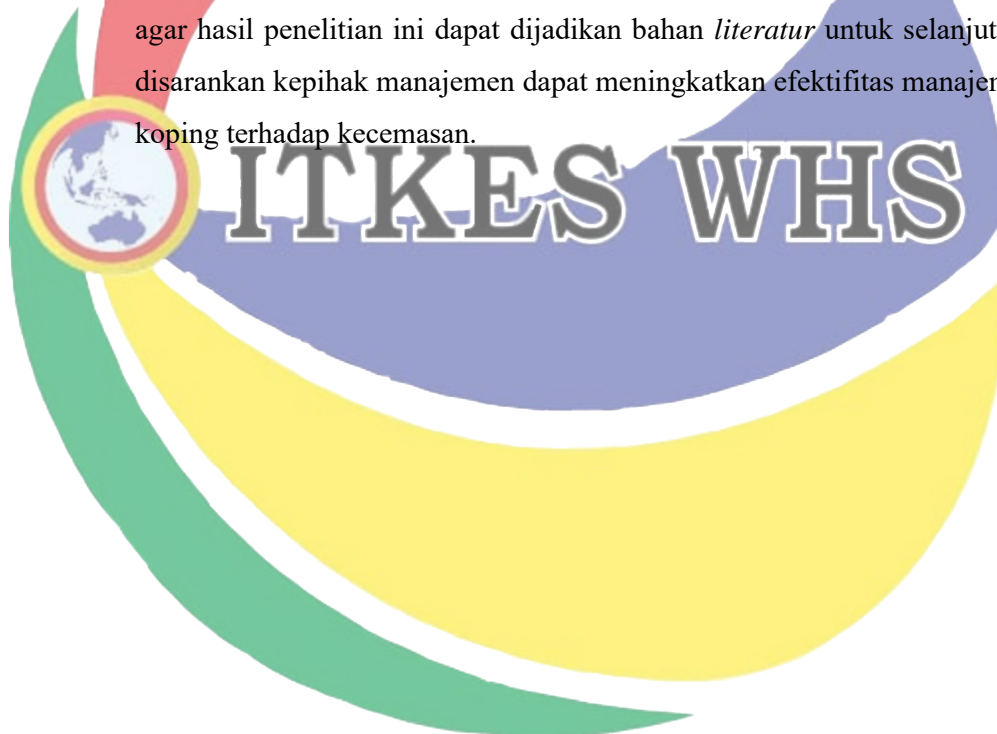 agar hasil penelitian ini dapat dijadikan bahan literatur untuk selanjut
disarankan kepihak manajemen dapat meningkatkan efektifitas manajer
koping terhadap kecemasan.
ITKES WHS